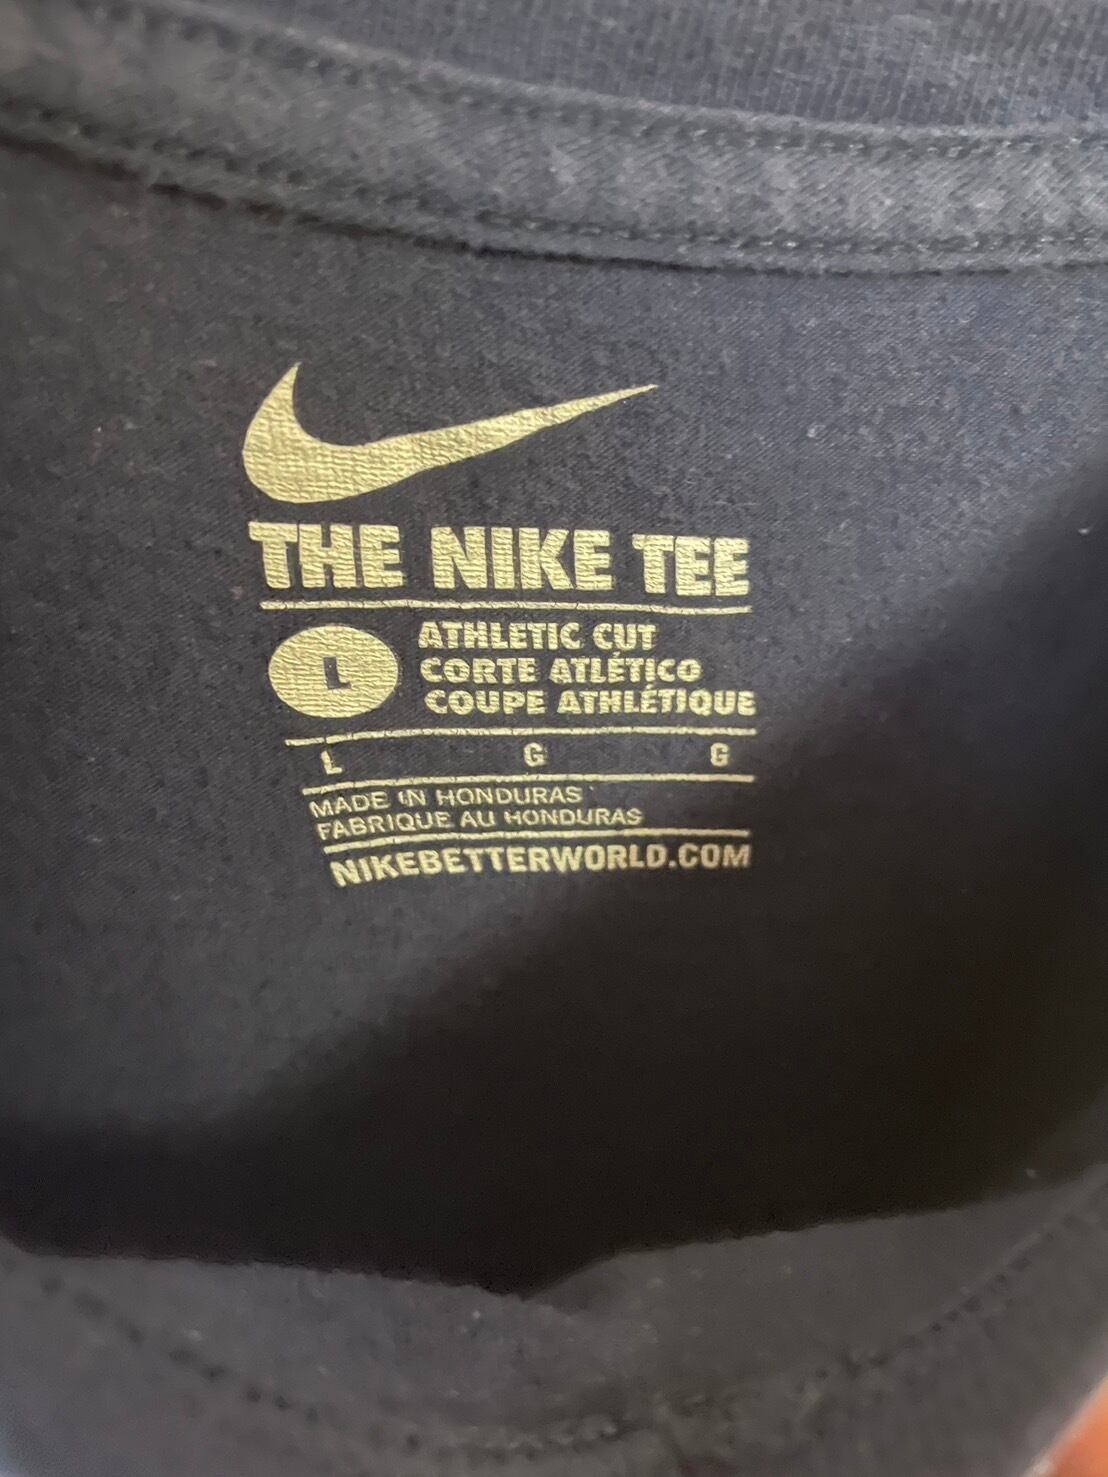 THE NIKE TEE
L
ATHLETIC CUT
CORTE ATLÉTICO
COUPE ATHLÉTIQUE
L G G
MADE IN HONDURAS
FABRIQUE AU HONDURAS
NIKEBETTERWORLD.COM